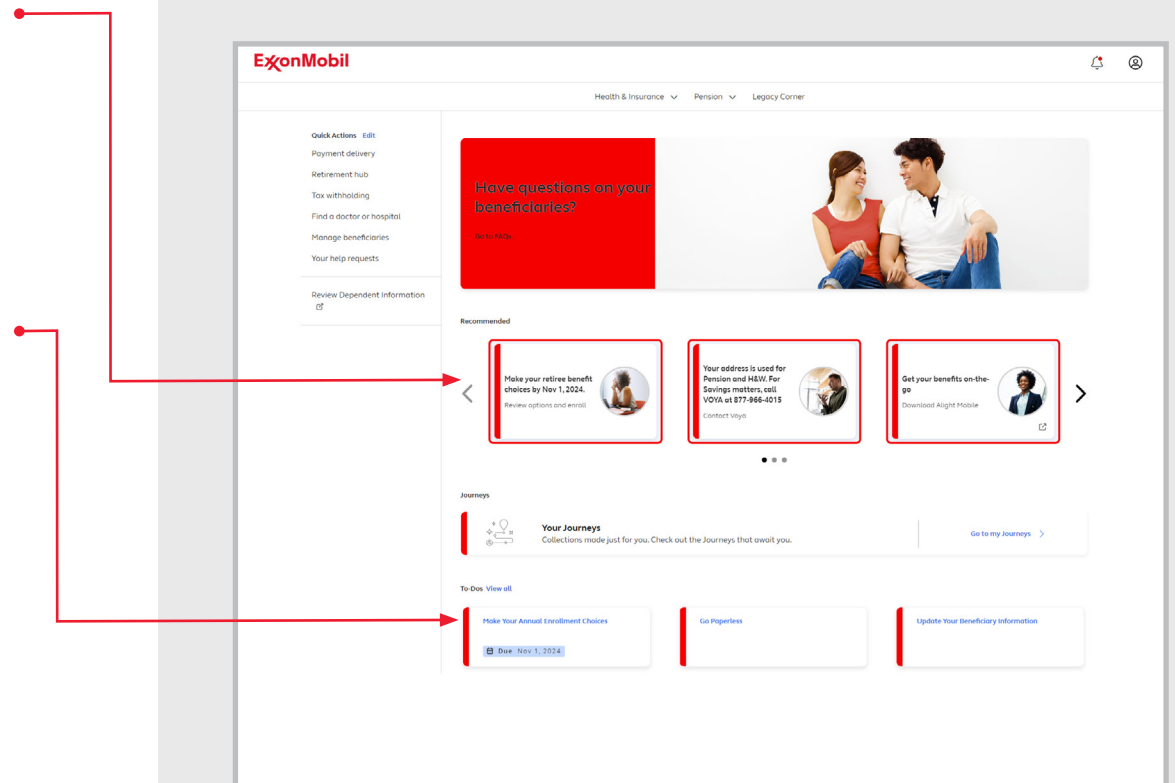 ExxonMobil
Health & Insurance
Pension
Legacy Corner
Quick Actions Edit
Payment delivery
Retirement hub
Tax withholding
Find a doctor or hospital
Manage beneficiaries
Your help requests
Review Dependent Information
Have questions on your
beneficiaries?
Go to FAQs
Recommended
Make your retiree benefit
choices by Nov 1, 2024.
Review options and enroll
Your address is used for
Pension and H&W. For
Savings matters, call
VOYA at 877-966-4015
Contact Voya
Get your benefits on-the-
go
Download Alight Mobile
Journeys
Your Journeys
Collections made just for you. Check out the Journeys that await you.
Go to my Journeys
To-Dos View all
Make Your Annual Enrollment Choices
Due Nov 1, 2024
Go Paperless
Update Your Beneficiary Information